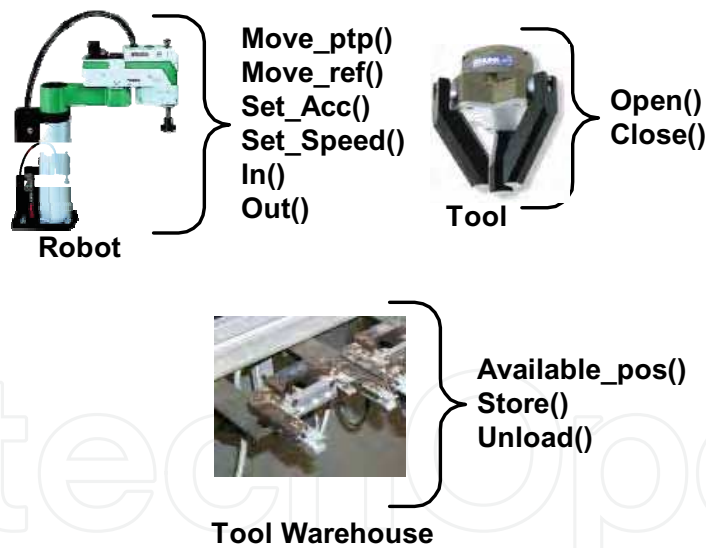 Move_ptp()
Move_ref()
Set_Acc()
Set_Speed()
In()
Out()
Robot
Open()
Close()
Tool
Available_pos()
Store()
Unload()
Tool Warehouse